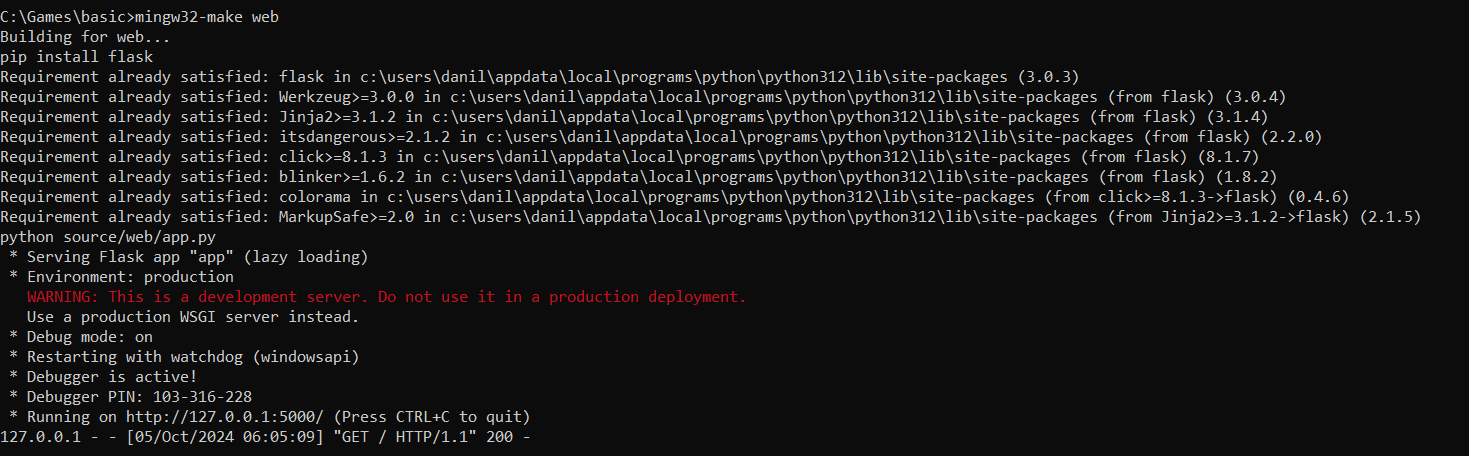 C:\Games\basic>mingw32-make web
Building for web...
pip install flask
Requirement already satisfied: flask in c:\users\danil\appdata\local\programs\python\python312\lib\site-packages (3.0.3)
Requirement already satisfied: Werkzeug>=3.0.0 in c:\users\danil\appdata\local\programs\python\python312\lib\site-packages (from flask) (3.0.4)
Requirement already satisfied: Jinja2>=3.1.2 in c:\users\danil\appdata\local\programs\python\python312\lib\site-packages (from flask) (3.1.4)
Requirement already satisfied: itsdangerous>=2.1.2 in c:\users\danil\appdata\local\programs\python\python312\lib\site-packages (from flask) (2.2.0)
Requirement already satisfied: click>=8.1.3 in c:\users\danil\appdata\local\programs\python\python312\lib\site-packages (from flask) (8.1.7)
Requirement already satisfied: blinker>=1.6.2 in c:\users\danil\appdata\local\programs\python\python312\lib\site-packages (from flask) (1.8.2)
Requirement already satisfied: colorama in c:\users\danil\appdata\local\programs\python\python312\lib\site-packages (from click>=8.1.3->flask) (0.4.6)
Requirement already satisfied: MarkupSafe>=2.0 in c:\users\danil\appdata\local\programs\python\python312\lib\site-packages (from Jinja2>=3.1.2->flask) (2.1.5)
python source/web/app.py
 * Serving Flask app "app" (lazy loading)
 * Environment: production
   WARNING: This is a development server. Do not use it in a production deployment.
   Use a production WSGI server instead.
 * Debug mode: on
 * Restarting with watchdog (windowsapi)
 * Debugger is active!
 * Debugger PIN: 103-316-228
 * Running on http://127.0.0.1:5000/ (Press CTRL+C to quit)
127.0.0.1 - - [05/Oct/2024 06:05:09] "GET / HTTP/1.1" 200 -